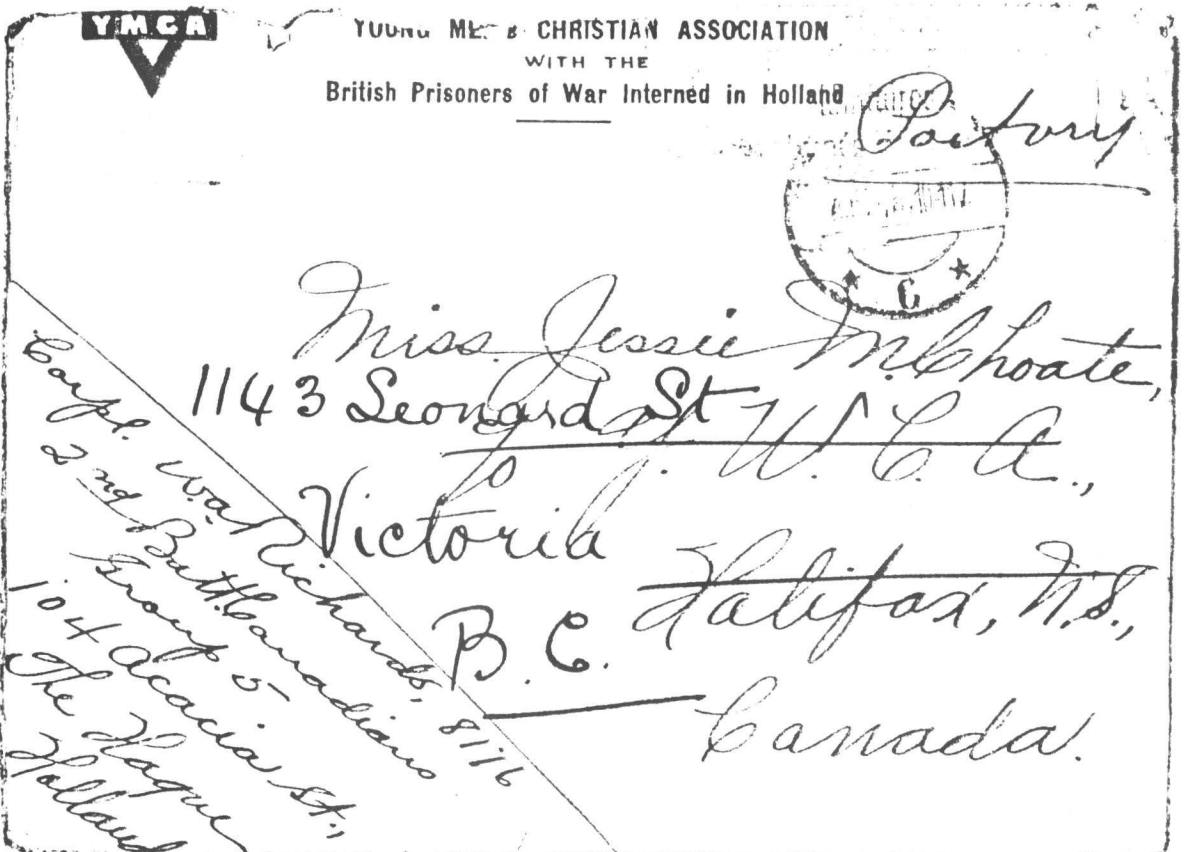 YMCA
YOUNG MEN'S CHRISTIAN ASSOCIATION
WITH THE
British Prisoners of War Interned in Holland
C
Miss Jessie M. Choate,
1143 Leonard St
Y. W. C. A.,
Victoria
Halifax, N.S.,
B.C.
Canada.
Corpl. W.A. Richards, 8116
2nd Batt. Canadians
Group 5
104 Acacia St.,
The Hague
Holland